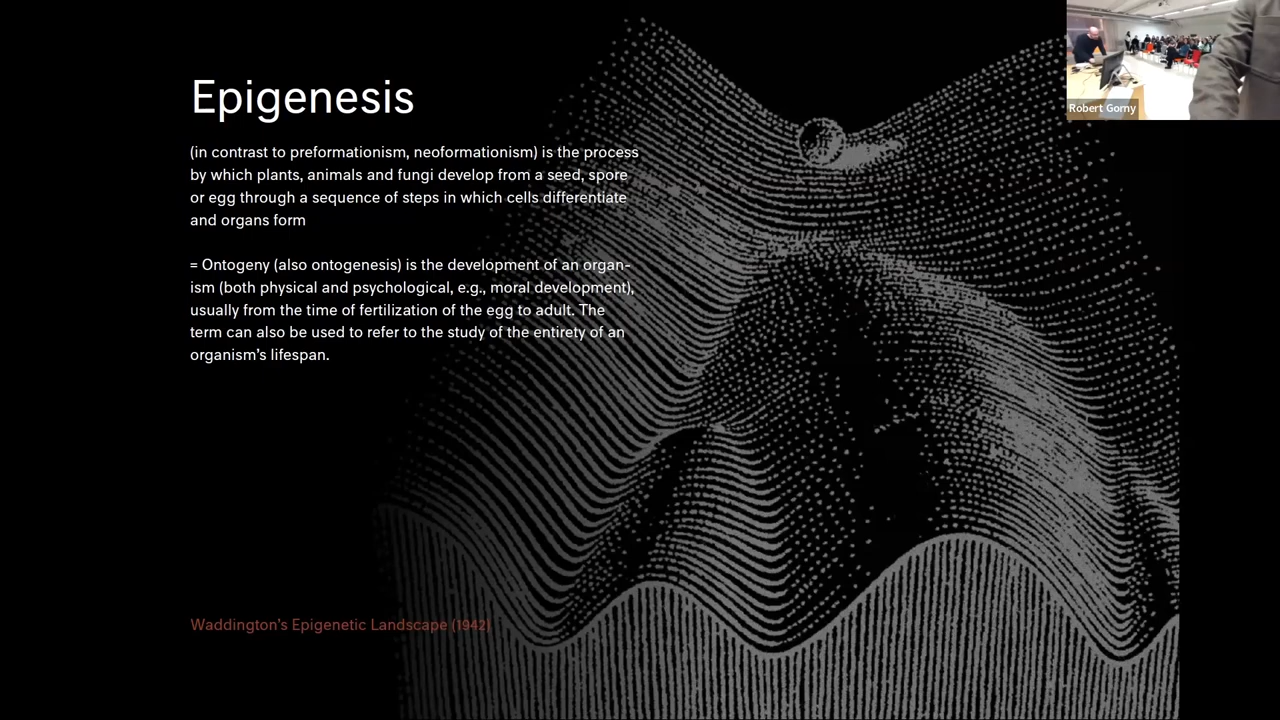 Epigenesis
(in contrast to preformationism, neoformationism) is the process
by which plants, animals and fungi develop from a seed, spore
or egg through a sequence of steps in which cells differentiate
and organs form
= Ontogeny (also ontogenesis) is the development of an organ-
ism (both physical and psychological, e.g., moral development),
usually from the time of fertilization of the egg to adult. The
term can also be used to refer to the study of the entirety of an
organism's lifespan.
Waddington's Epigenetic Landscape (1942)
Robert Gorny